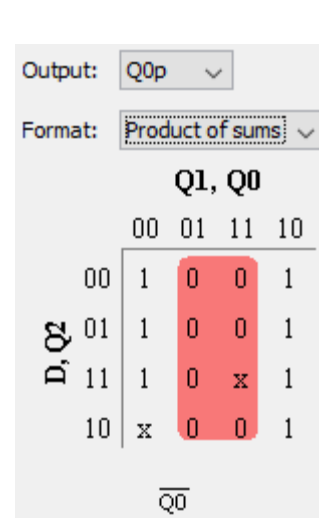 Output: Q0p
Format: Product of sums
Q1, Q0
00 01 11 10
D, Q2
00 1 0 0 1
01 1 0 0 1
11 1 0 x 1
10 x 0 0 1
Q̅0̅